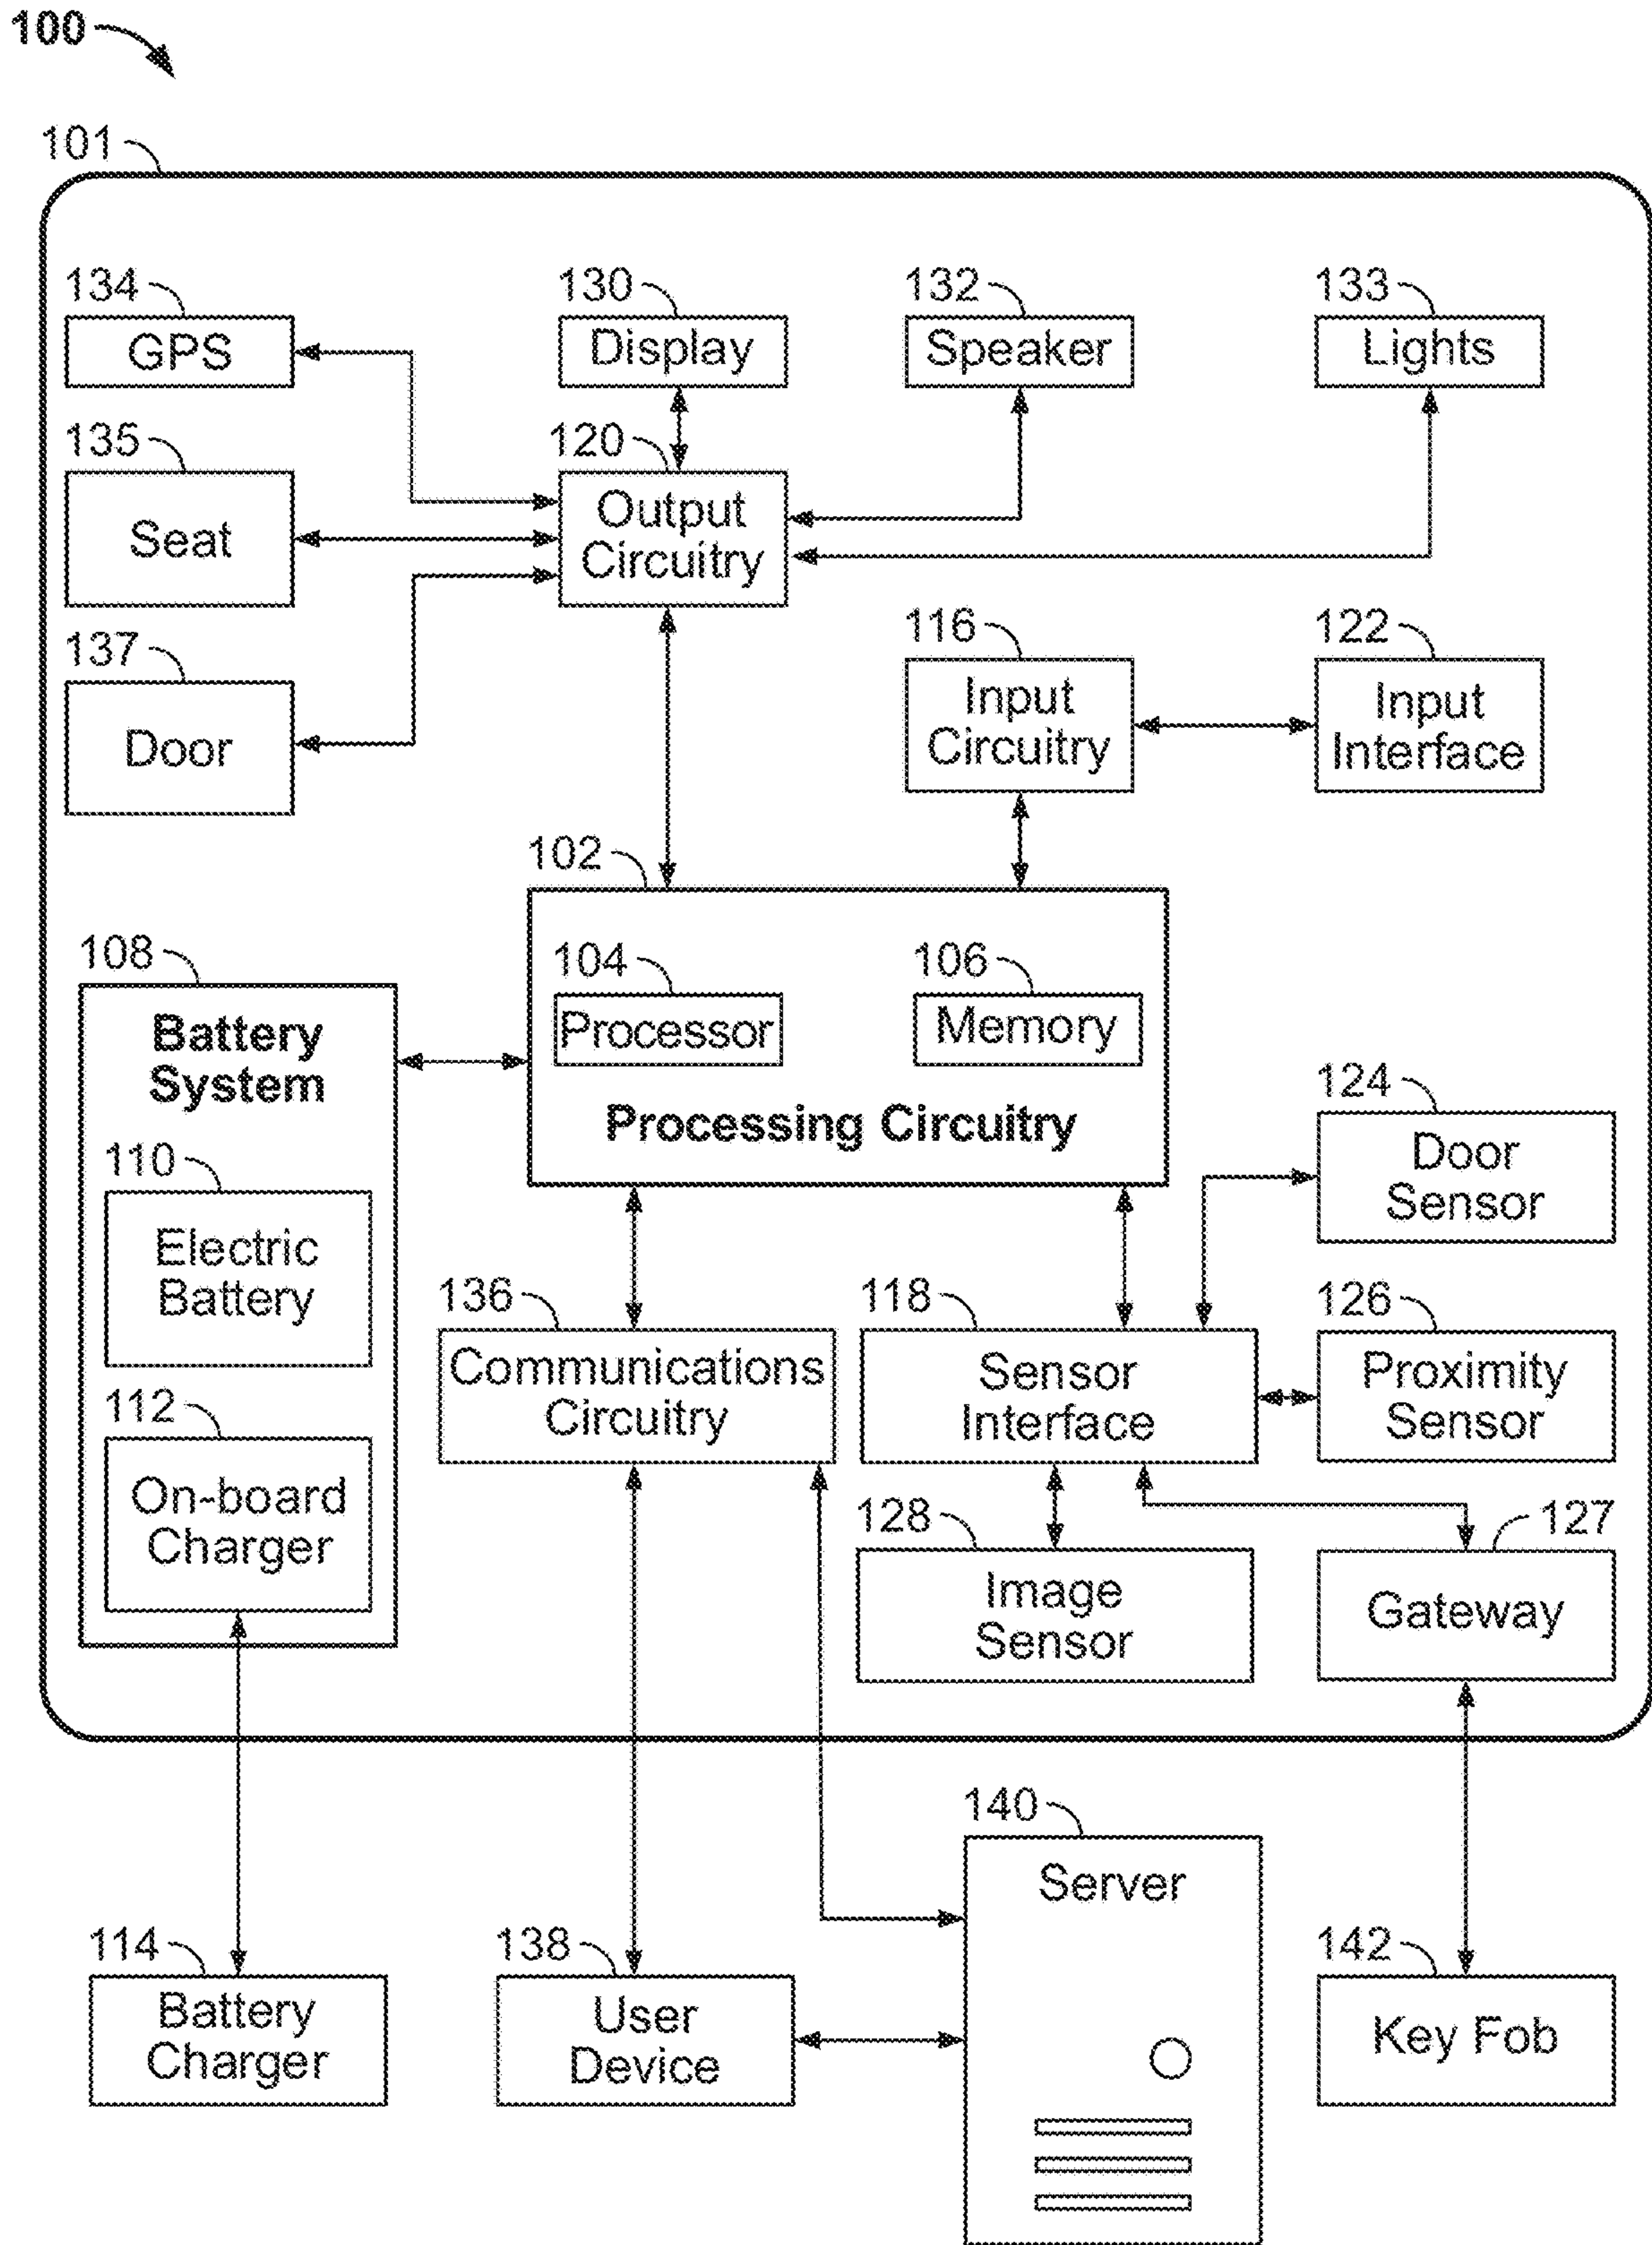 100
101
134
GPS
130
Display
132
Speaker
133
Lights
135
Seat
120
Output
Circuitry
137
Door
116
Input
Circuitry
122
Input
Interface
102
104
Processor
106
Memory
Processing Circuitry
108
Battery
System
110
Electric
Battery
112
On-board
Charger
124
Door
Sensor
136
Communications
Circuitry
118
Sensor
Interface
126
Proximity
Sensor
128
Image
Sensor
127
Gateway
140
Server
114
Battery
Charger
138
User
Device
142
Key Fob